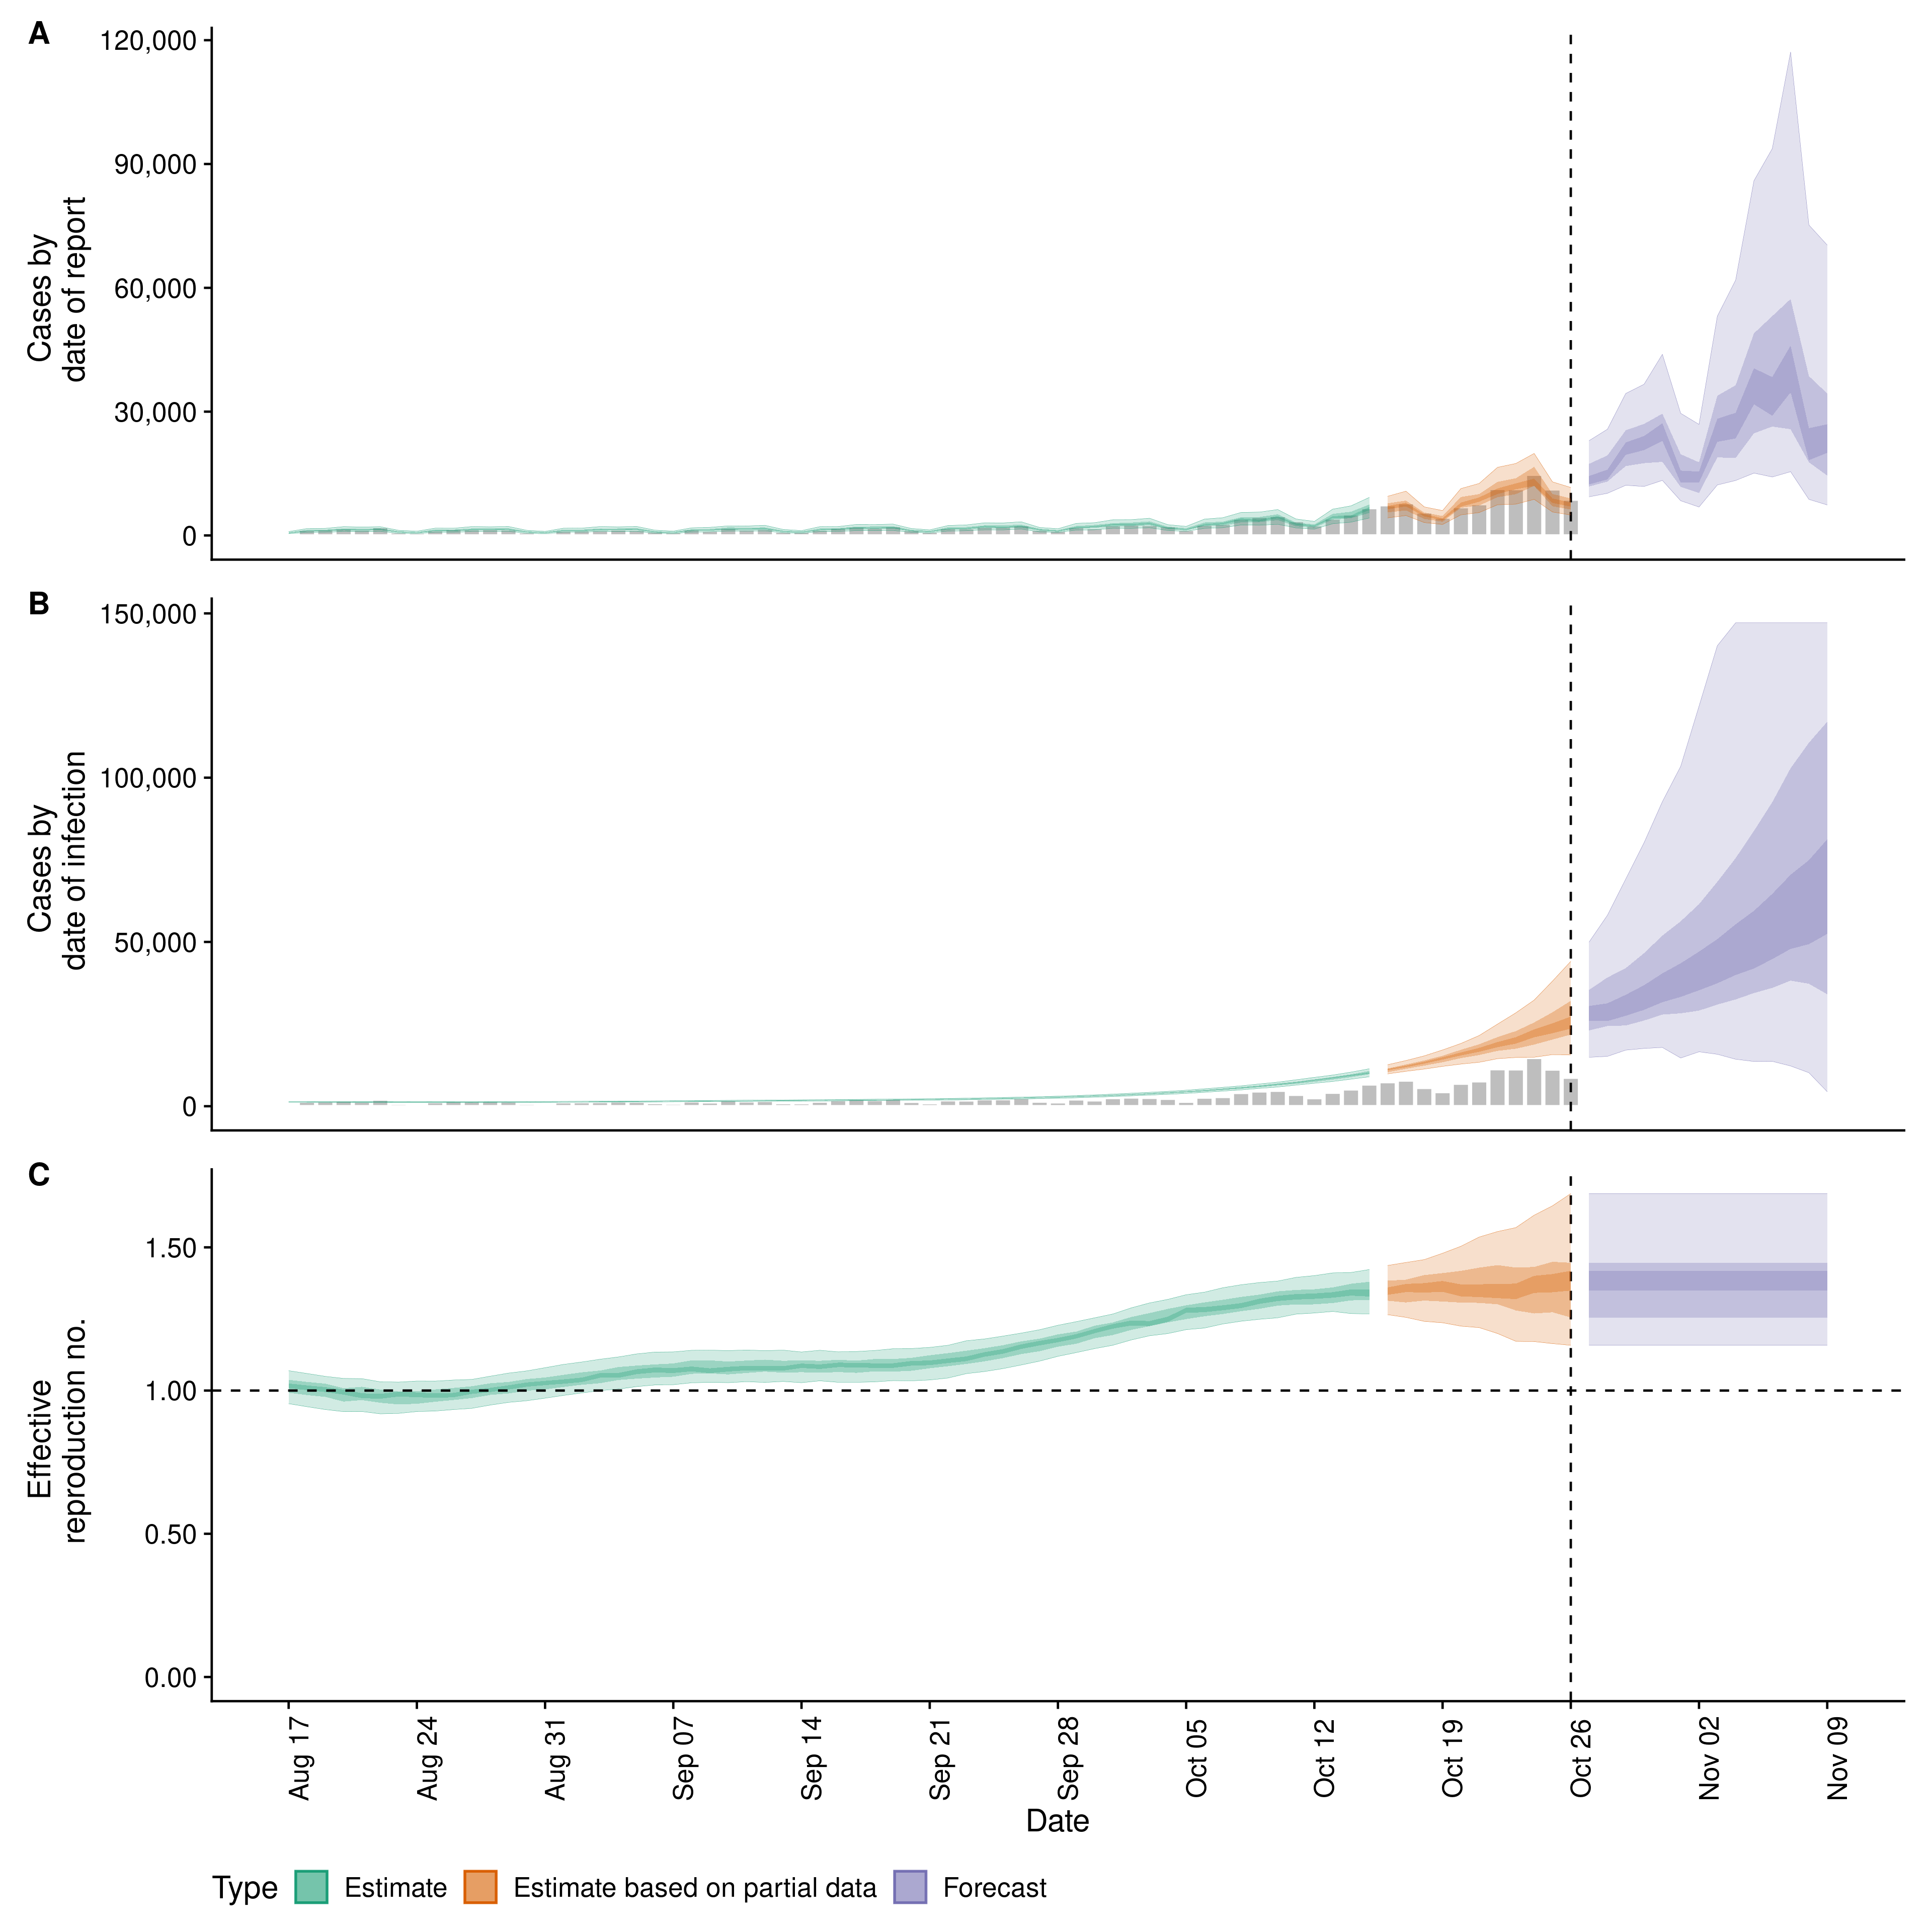 A
120,000
90,000
60,000
30,000
0
Cases by
date of report
B
150,000
100,000
50,000
0
Cases by
date of infection
C
1.50
1.00
0.50
0.00
Effective
reproduction no.
Aug 17
Aug 24
Aug 31
Sep 07
Sep 14
Sep 21
Sep 28
Oct 05
Oct 12
Oct 19
Oct 26
Nov 02
Nov 09
Date
Type
Estimate
Estimate based on partial data
Forecast